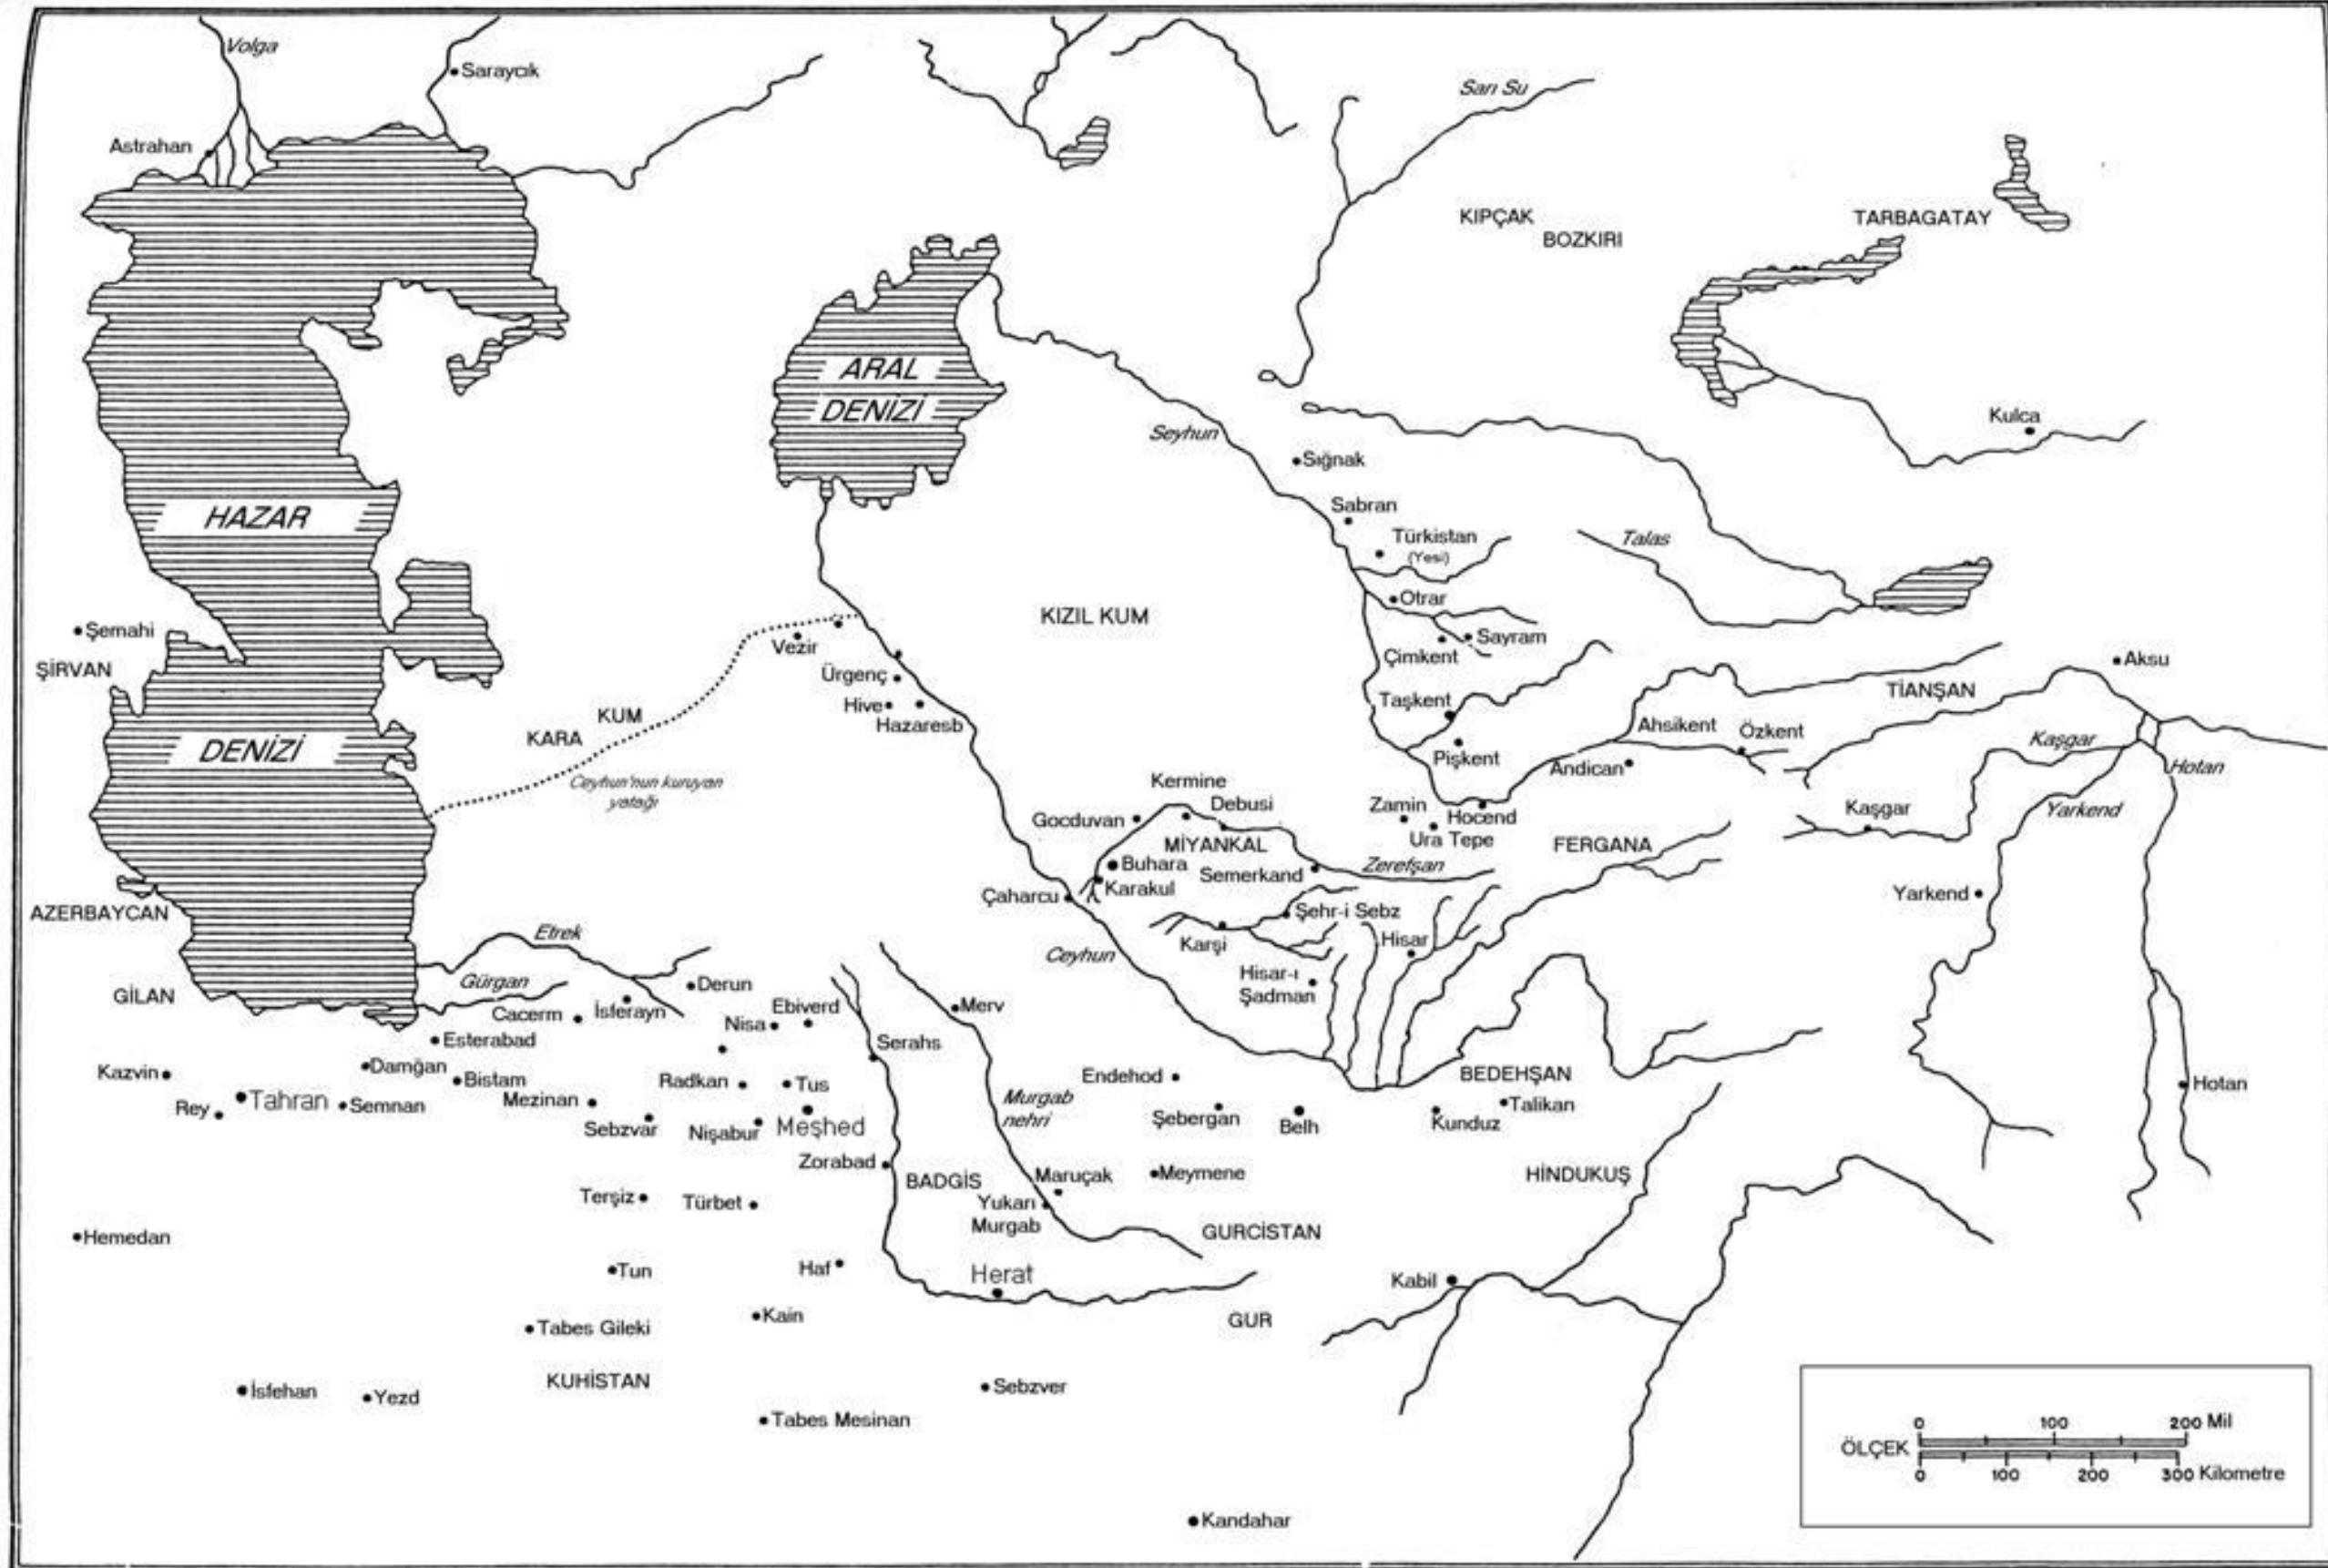 Volga
Saraycık
Sarı Su
Astrahan
KIPÇAK
BOZKIRI
TARBAGATAY
ARAL
DENİZİ
Seyhun
Kulca
Sığnak
HAZAR
Sabran
Türkistan
(Yesi)
Talas
Otrar
Şemahi
ŞİRVAN
Vezir
KIZIL KUM
Çimkent
Sayram
Aksu
Ürgenç
Hive
Hazaresb
Taşkent
TİANŞAN
KUM
KARA
DENİZİ
Ahsikent
Özkent
Kaşgar
Hotan
Pişkent
Andican
Ceyhun'nun kuruyan
yatağı
Kermine
Debusi
Gocduvan
Zamin
Hocend
Ura Tepe
Kaşgar
Yarkend
MİYANKAL
FERGANA
Buhara
Semerkand
Zerefşan
Karakul
Çaharcu
Yarkend
AZERBAYCAN
Şehr-i Sebz
Etrek
Karşi
Hisar
Ceyhun
Gürgan
Derun
Hisar-ı
Şadman
GİLAN
Cacerm
İsferayn
Ebiverd
Nisa
Merv
Esterabad
Serahs
Kazvin
Damğan
Bistam
Radkan
Tus
Endehod
BEDEHŞAN
Hotan
Rey
Tahran
Semnan
Mezinan
Murgab
nehri
Talikan
Sebzvar
Nişabur
Meşhed
Şebergan
Belh
Kunduz
Zorabad
BADGİS
Maruçak
Meymene
HİNDUKUŞ
Terşiz
Türbet
Yukarı
Murgab
Hemedan
GURCİSTAN
Tun
Haf
Herat
Kabil
Kain
GUR
Tabes Gileki
İsfehan
Yezd
KUHİSTAN
Sebzver
Tabes Mesinan
0 100 200 Mil
ÖLÇEK
0 100 200 300 Kilometre
Kandahar